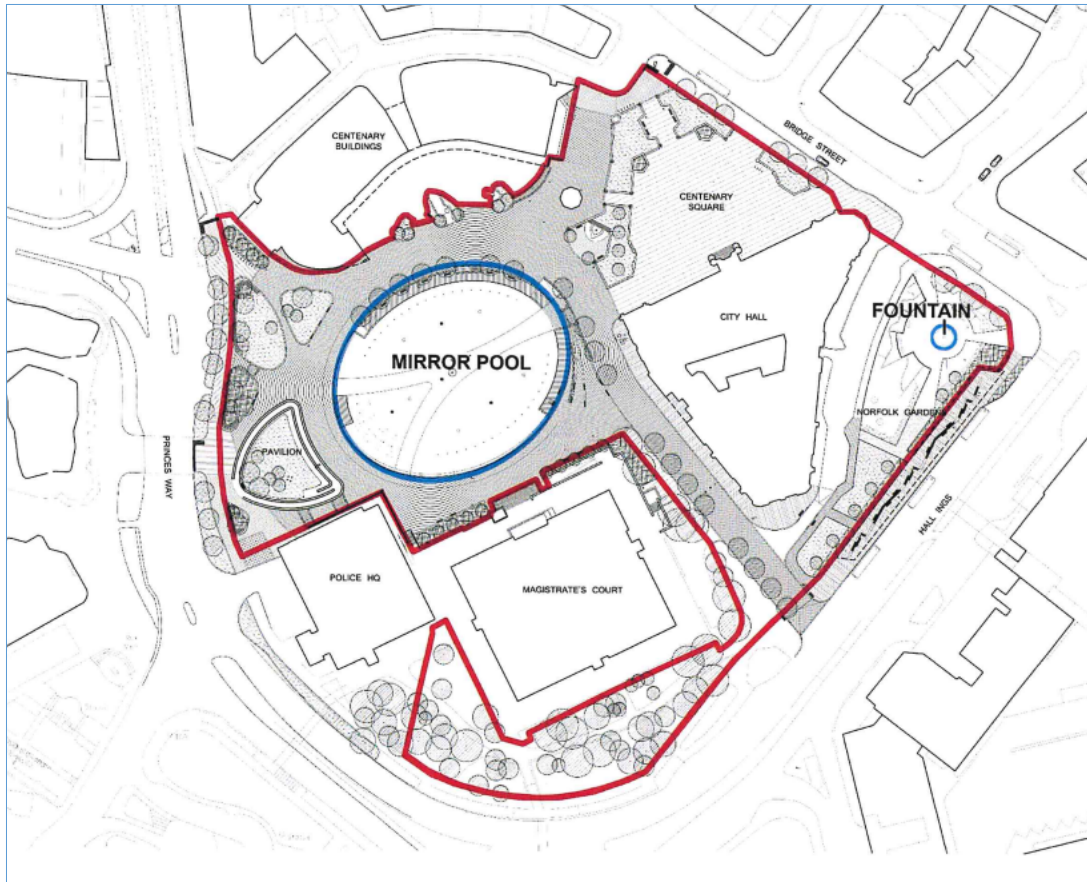 CENTENARY
BUILDINGS
BRIDGE STREET
CENTENARY
SQUARE
CITY HALL
FOUNTAIN
MIRROR POOL
NORFOLK GARDENS
PAVILION
PRINCES WAY
HALL INGS
POLICE HQ
MAGISTRATE'S COURT